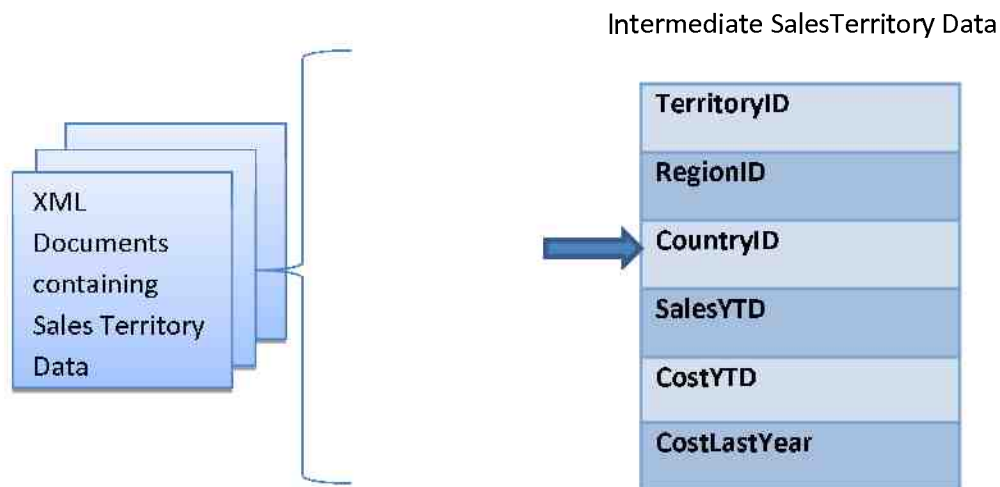 Intermediate SalesTerritory Data
XML
Documents
containing
Sales Territory
Data
TerritoryID
RegionID
CountryID
SalesYTD
CostYTD
CostLastYear